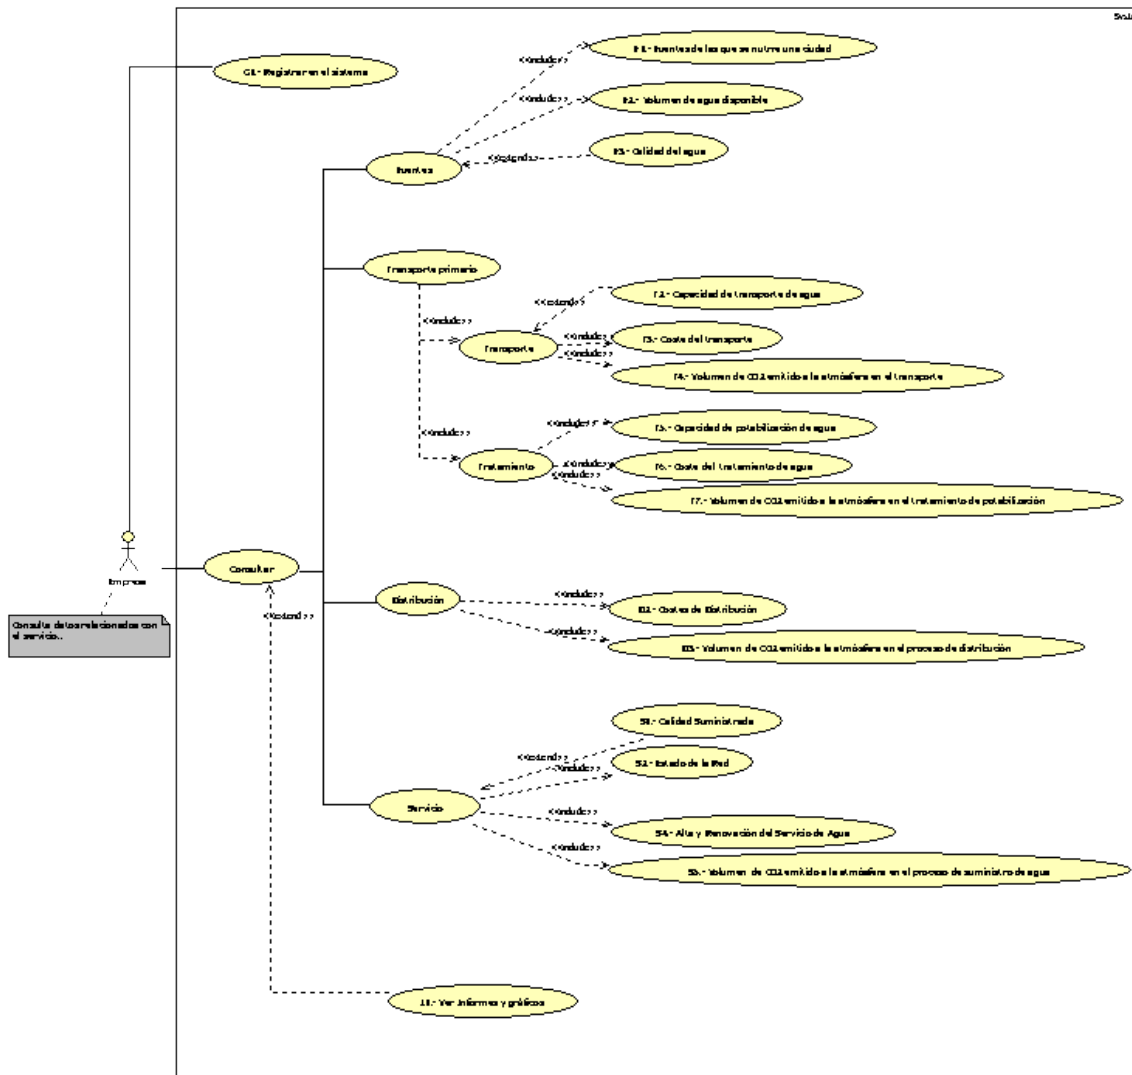 G1.- Registrar en el sistema
<<include>>
F1.- Fuentes de las que se nutre una ciudad
<<include>>
F2.- Volumen de agua disponible
<<extend>>
F3.- Calidad del agua
Fuentes
Transporte primario
<<extend>>
T2.- Capacidad de transporte de agua
<<include>>
Transporte
<<include>>
T3.- Coste del transporte
<<include>>
T4.- Volumen de CO2 emitido a la atmósfera en el transporte
<<include>>
T5.- Capacidad de potabilización de agua
<<include>>
Tratamiento
<<include>>
T6.- Coste del tratamiento de agua
<<include>>
T7.- Volumen de CO2 emitido a la atmósfera en el tratamiento de potabilización
Empresa
Consulta datos relacionados con
el servicio..
Consultar
<<extend>>
Distribución
<<include>>
D2.- Costes de Distribución
<<include>>
D3.- Volumen de CO2 emitido a la atmósfera en el proceso de distribución
Calidad Suministrada
<<extend>>
<<include>>
S2.- Estado de la Red
Servicio
<<include>>
S4.- Alta y Renovación del Servicio de Agua
<<include>>
Volumen de CO2 emitido a la atmósfera en el proceso de suministro de agua
Ver Informes y gráficos